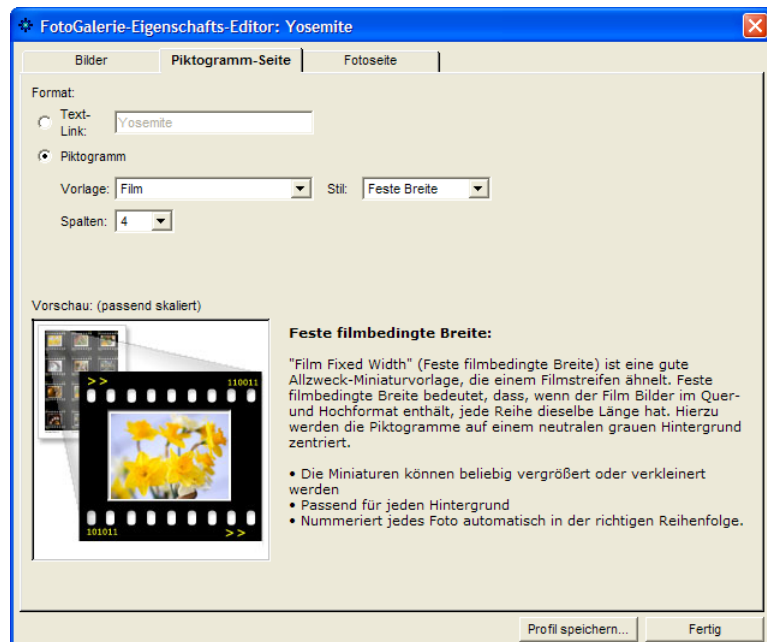 FotoGalerie-Eigenschafts-Editor: Yosemite
Bilder
Piktogramm-Seite
Fotoseite
Format:
Text-
Link:
Yosemite
Piktogramm
Vorlage:
Film
Stil:
Feste Breite
Spalten:
4
Vorschau: (passend skaliert)
>>
110011
101011
>>
Feste filmbedingte Breite:
"Film Fixed Width" (Feste filmbedingte Breite) ist eine gute
Allzweck-Miniaturvorlage, die einem Filmstreifen ähnelt. Feste
filmbedingte Breite bedeutet, dass, wenn der Film Bilder im Quer-
und Hochformat enthält, jede Reihe dieselbe Länge hat. Hierzu
werden die Piktogramme auf einem neutralen grauen Hintergrund
zentriert.
• Die Miniaturen können beliebig vergrößert oder verkleinert
werden
• Passend für jeden Hintergrund
• Nummeriert jedes Foto automatisch in der richtigen Reihenfolge.
Profil speichern...
Fertig